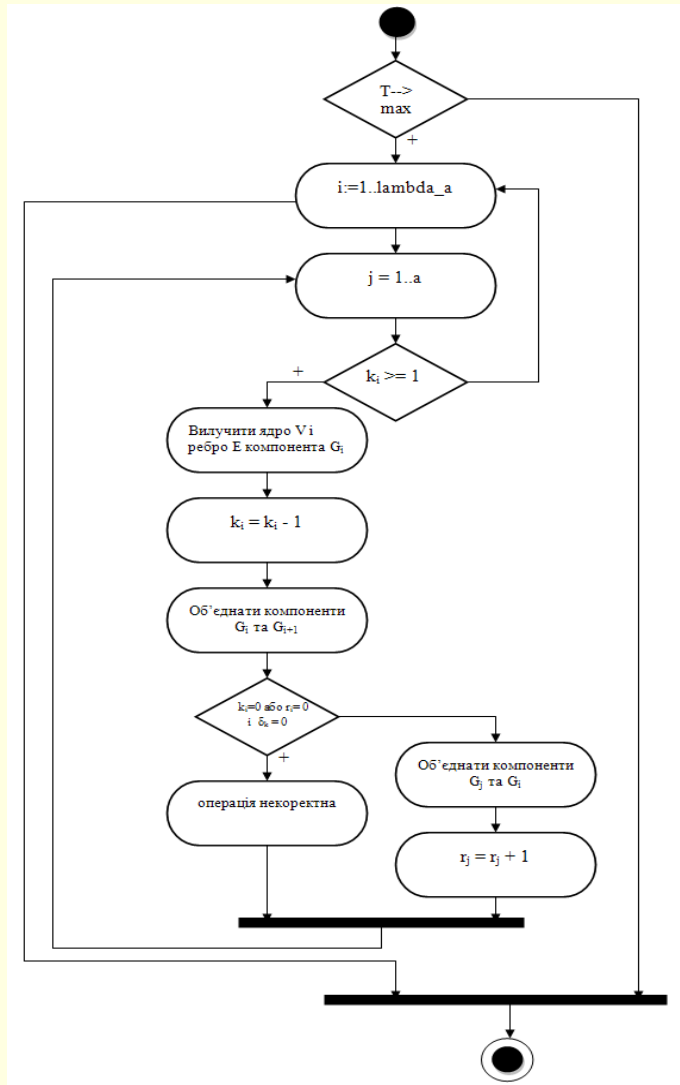 T-->
max
+
i:=1..lambda_a
j = 1..a
+
kᵢ >= 1
Вилучити ядро V і
ребро E компонента Gᵢ
kᵢ = kᵢ - 1
Об’єднати компоненти
Gᵢ та Gᵢ₊₁
kᵢ=0 або rᵢ= 0
і δₖ = 0
+
Об’єднати компоненти
Gⱼ та Gᵢ
операція некоректна
rⱼ = rⱼ + 1